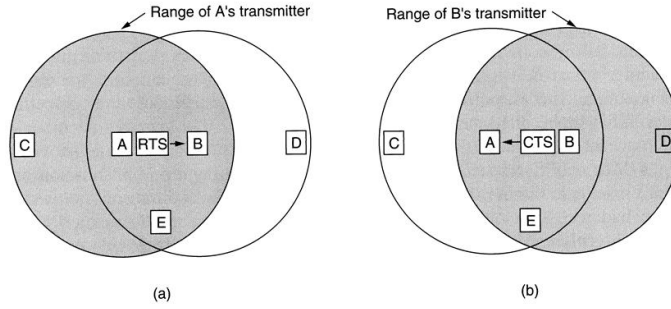 Range of A's transmitter
C
A
RTS
B
D
E
(a)
Range of B's transmitter
C
A
CTS
B
D
E
(b)